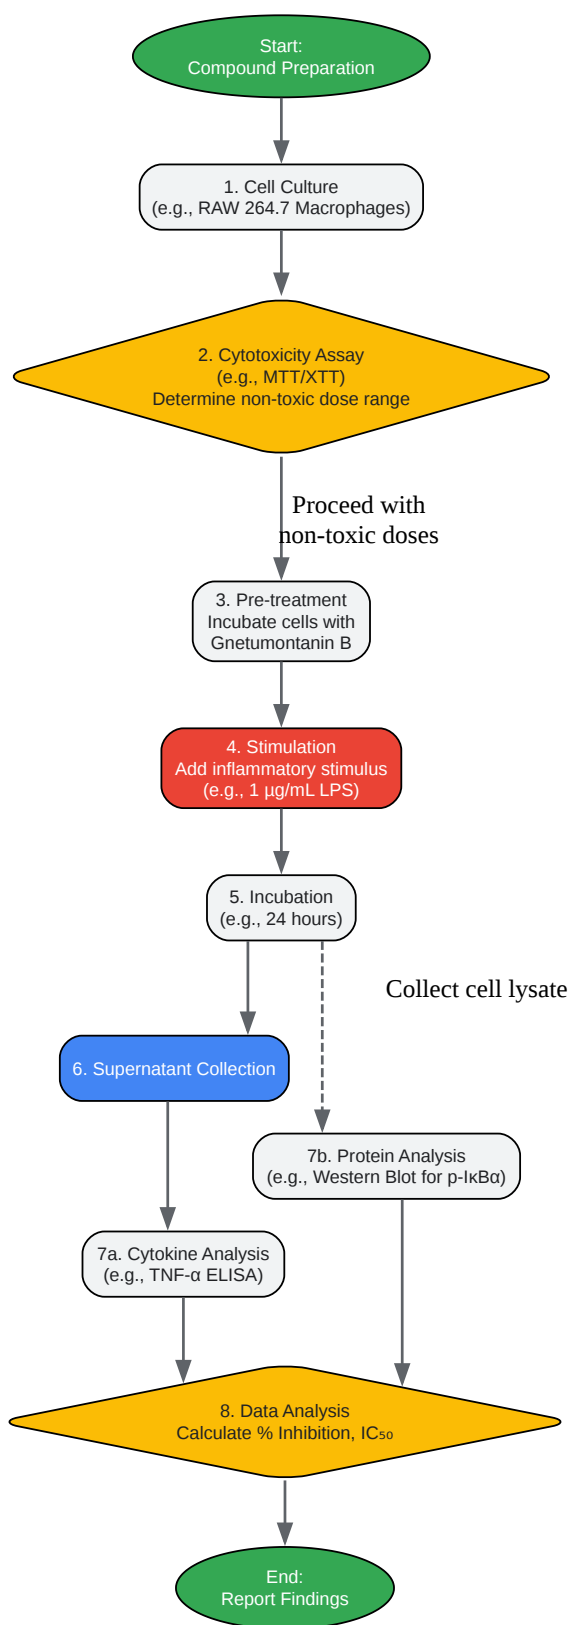 Start:
Compound Preparation
1. Cell Culture
(e.g., RAW 264.7 Macrophages)
2. Cytotoxicity Assay
(e.g., MTT/XTT)
Determine non-toxic dose range
Proceed with
non-toxic doses
3. Pre-treatment
Incubate cells with
Gnetumontanin B
4. Stimulation
Add inflammatory stimulus
(e.g., 1 µg/mL LPS)
5. Incubation
(e.g., 24 hours)
Collect cell lysate
6. Supernatant Collection
7b. Protein Analysis
(e.g., Western Blot for p-IκBα)
7a. Cytokine Analysis
(e.g., TNF-α ELISA)
8. Data Analysis
Calculate % Inhibition, IC₅₀
End:
Report Findings